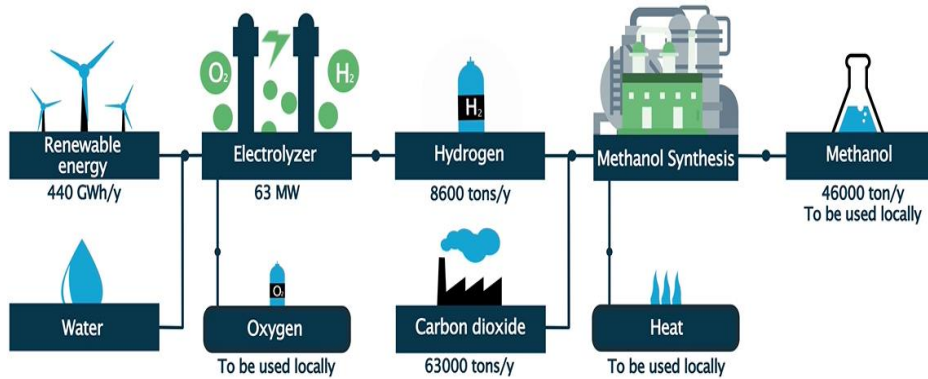 O2
H2
H2
Renewable
energy
Electrolyzer
Hydrogen
Methanol Synthesis
Methanol
440 GWh/y
63 MW
8600 tons/y
46000 ton/y
To be used locally
O2
Water
Oxygen
Carbon dioxide
Heat
To be used locally
63000 tons/y
To be used locally